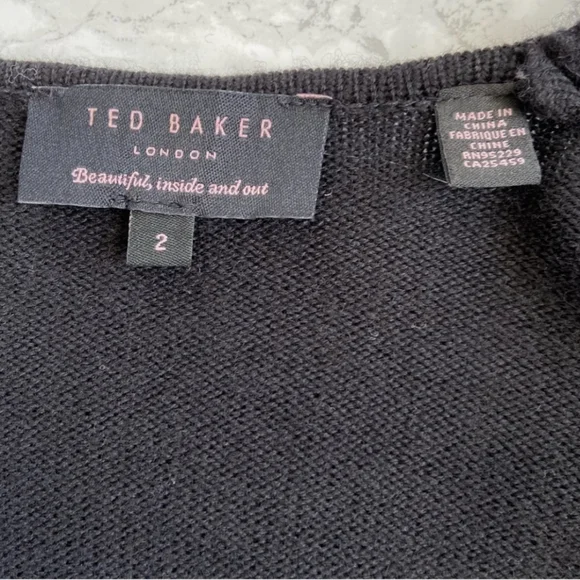 TED BAKER
LONDON
Beautiful, inside and out
2
MADE IN
CHINA
FABRIQUE EN
CHINE
RN95229
CA25459